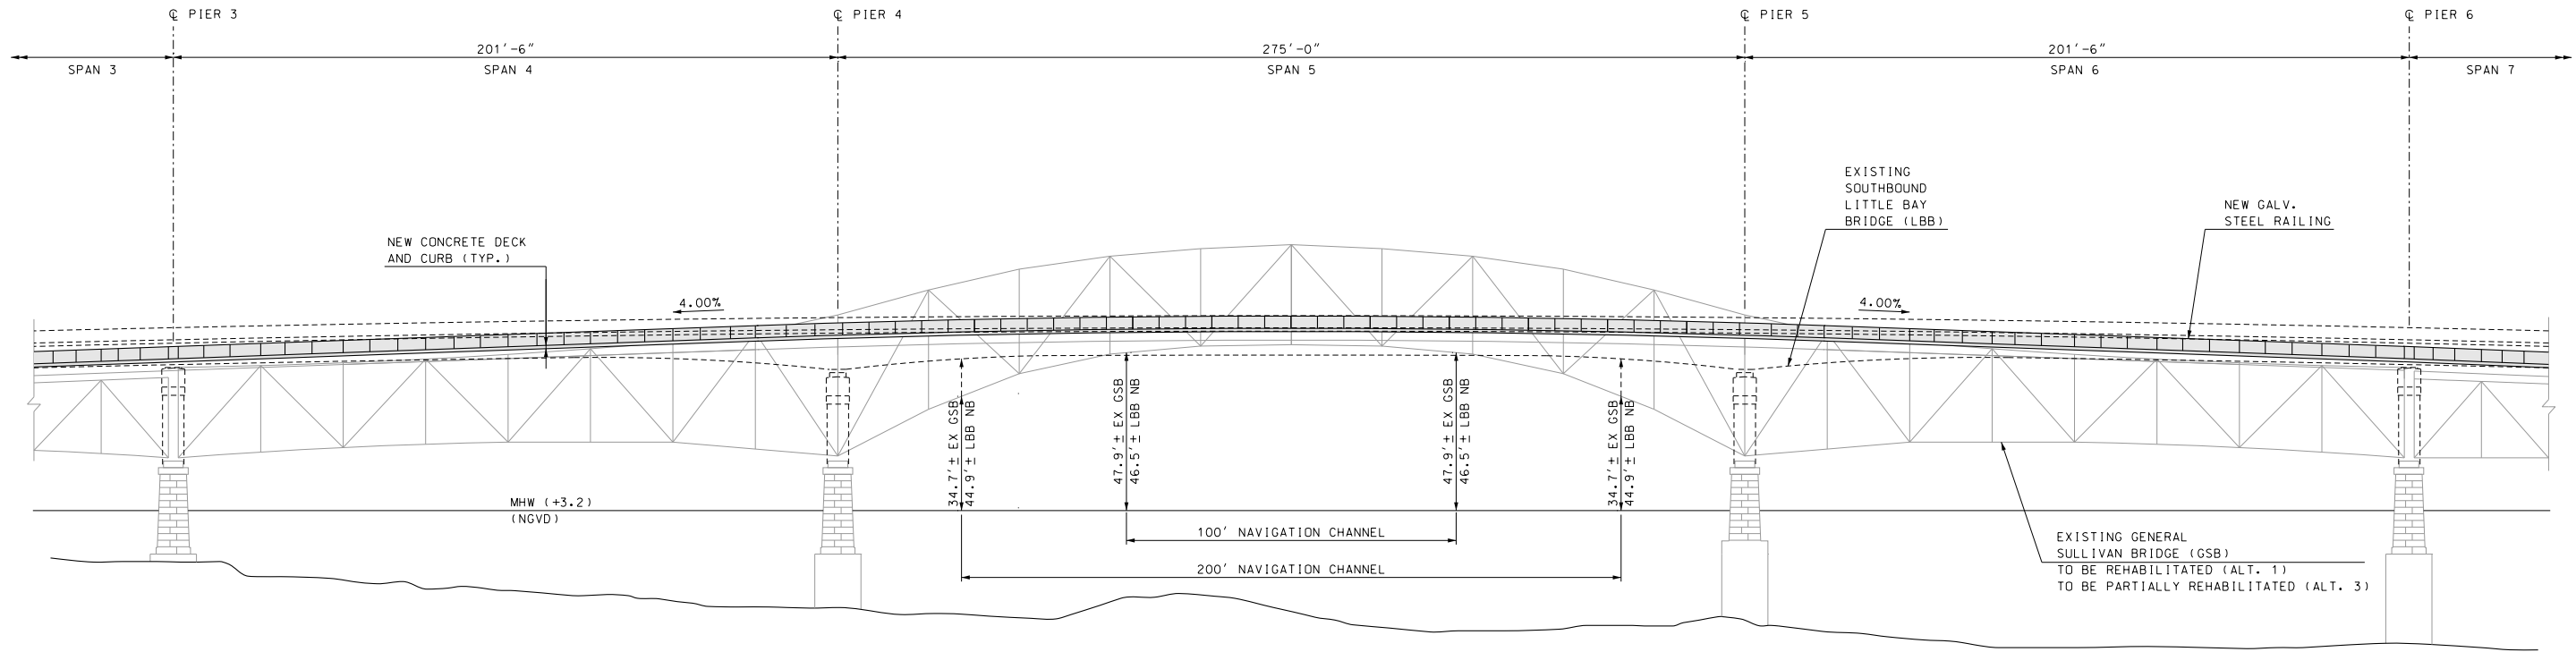 ℄ PIER 3
℄ PIER 4
℄ PIER 5
℄ PIER 6
201'-6"
275'-0"
201'-6"
SPAN 3
SPAN 4
SPAN 5
SPAN 6
SPAN 7
EXISTING
SOUTHBOUND
LITTLE BAY
BRIDGE (LBB)
NEW GALV.
STEEL RAILING
NEW CONCRETE DECK
AND CURB (TYP.)
4.00%
4.00%
34.7'± EX GSB
44.9'± LBB NB
47.9'± EX GSB
46.5'± LBB NB
47.9'± EX GSB
46.5'± LBB NB
34.7'± EX GSB
44.9'± LBB NB
MHW (+3.2)
(NGVD)
100' NAVIGATION CHANNEL
200' NAVIGATION CHANNEL
EXISTING GENERAL
SULLIVAN BRIDGE (GSB)
TO BE REHABILITATED (ALT. 1)
TO BE PARTIALLY REHABILITATED (ALT. 3)